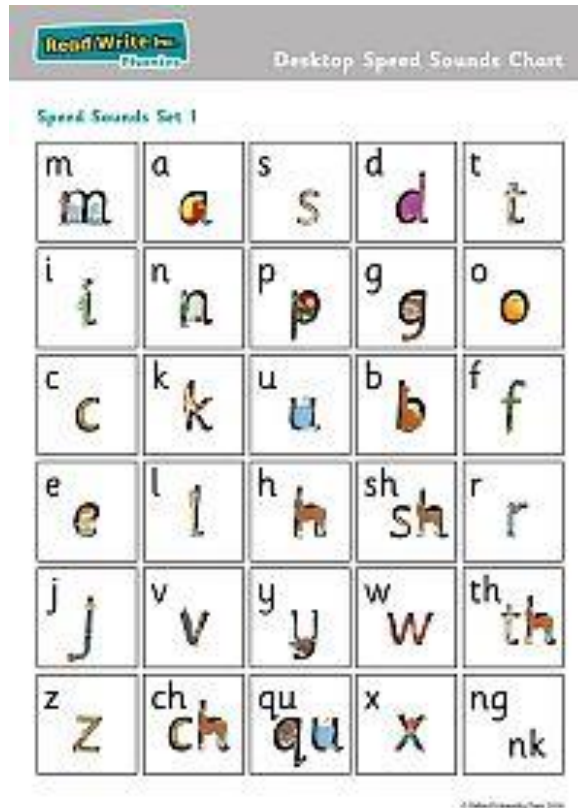 Read Write Inc.
Phonics
Desktop Speed Sounds Chart
Speed Sounds Set 1
m a s d t
m a s d t
i n p g o
i n p g o
c k u b f
c k u b f
e l h sh r
e l h sh r
j v y w th
j v y w th
z ch qu x ng
z ch qu x nk